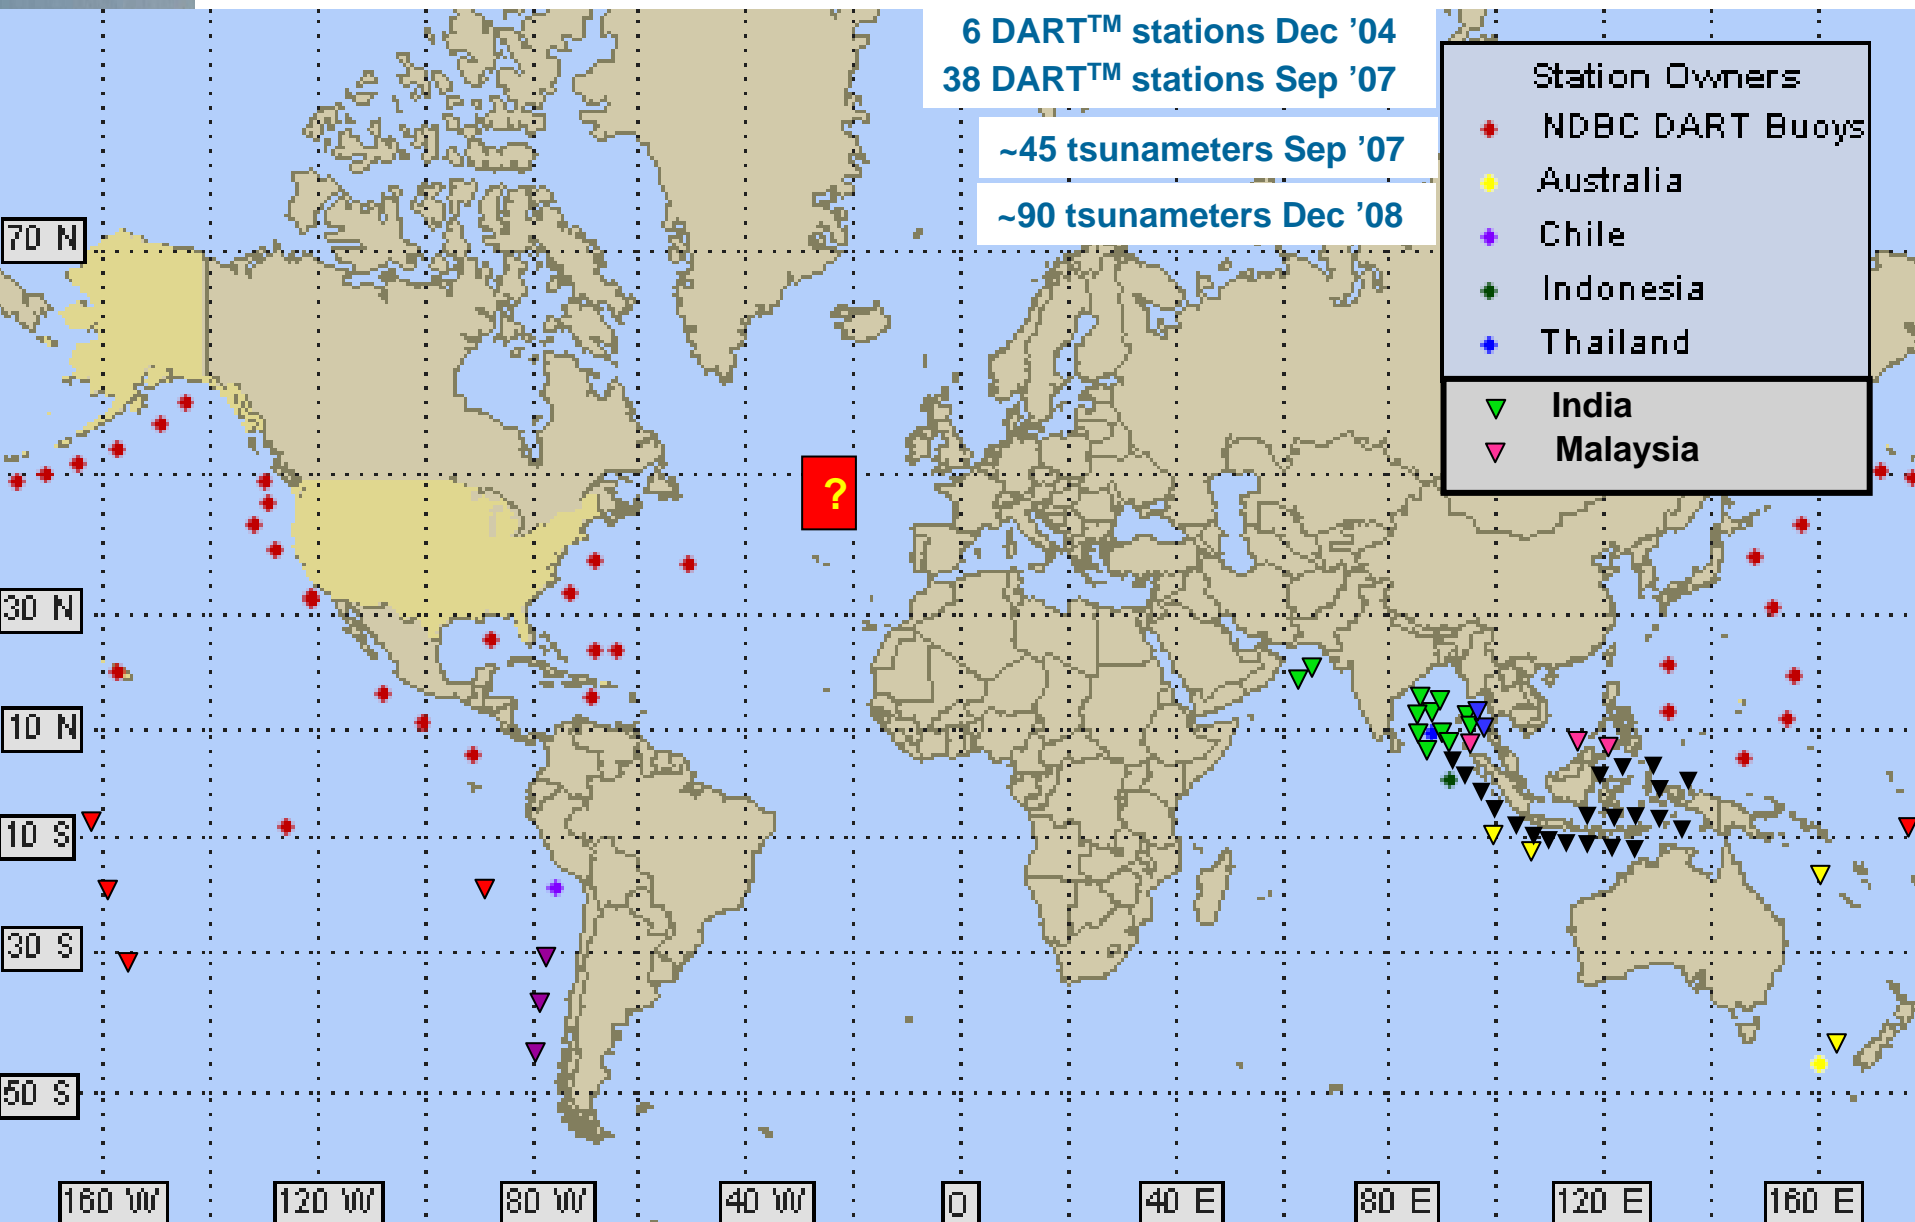 6 DART™ stations Dec ’04
38 DART™ stations Sep ’07
~45 tsunameters Sep ’07
~90 tsunameters Dec ’08
Station Owners
NDBC DART Buoys
Australia
Chile
Indonesia
Thailand
India
Malaysia
?
70 N
30 N
10 N
10 S
30 S
50 S
160 W
120 W
80 W
40 W
0
40 E
80 E
120 E
160 E